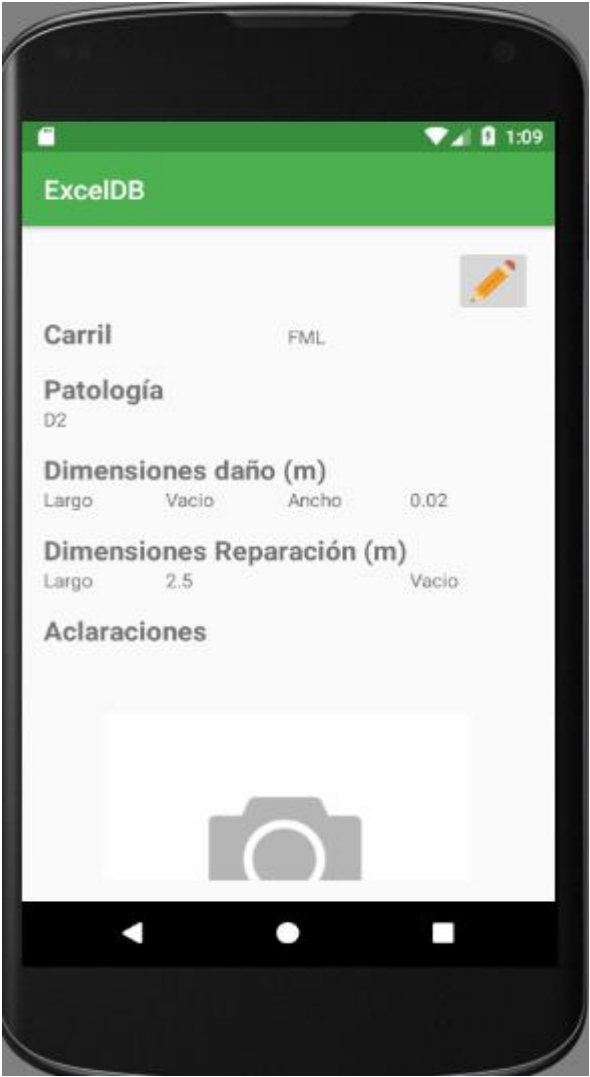 1:09
ExcelDB
Carril FML
Patología
D2
Dimensiones daño (m)
Largo Vacio Ancho 0.02
Dimensiones Reparación (m)
Largo 2.5 Vacio
Aclaraciones